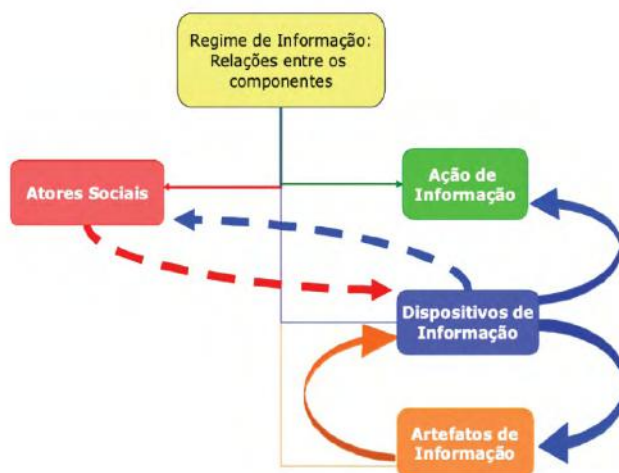 Regime de Informação:
Relações entre os
componentes
Atores Sociais
Ação de
Informação
Dispositivos de
Informação
Artefatos de
Informação